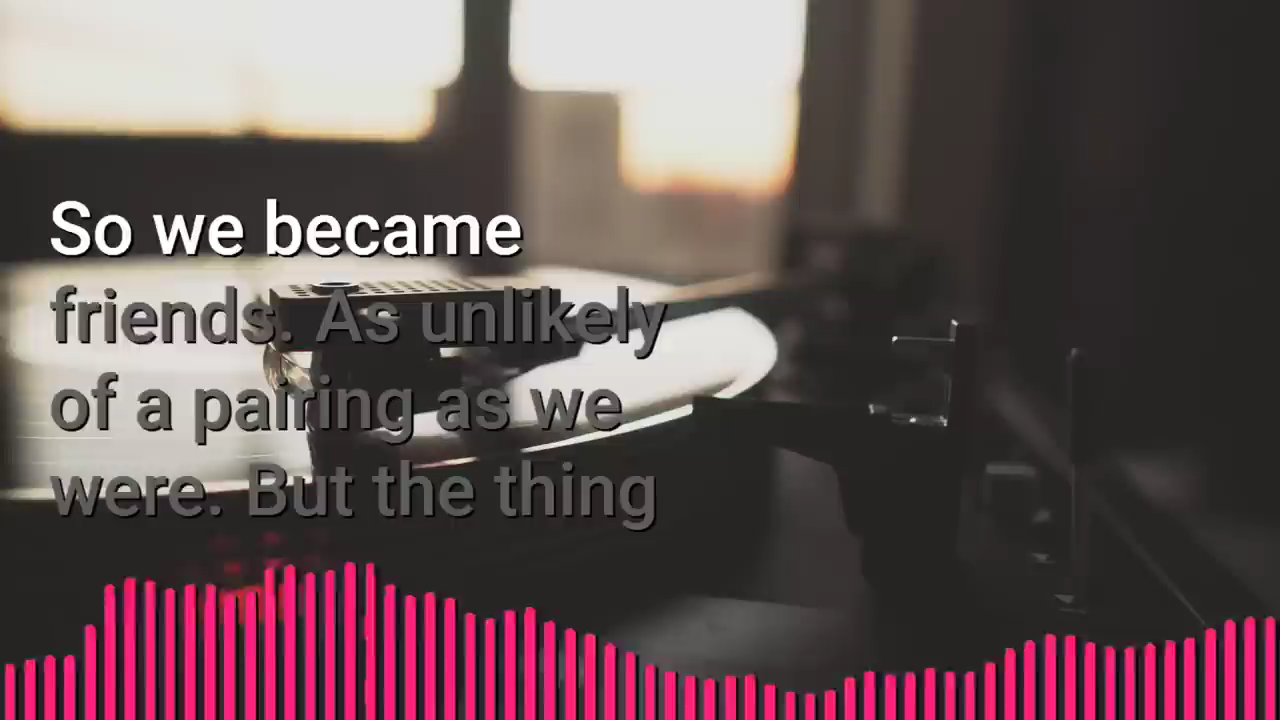 So we became
friends. As unlikely
of a pairing as we
were. But the thing